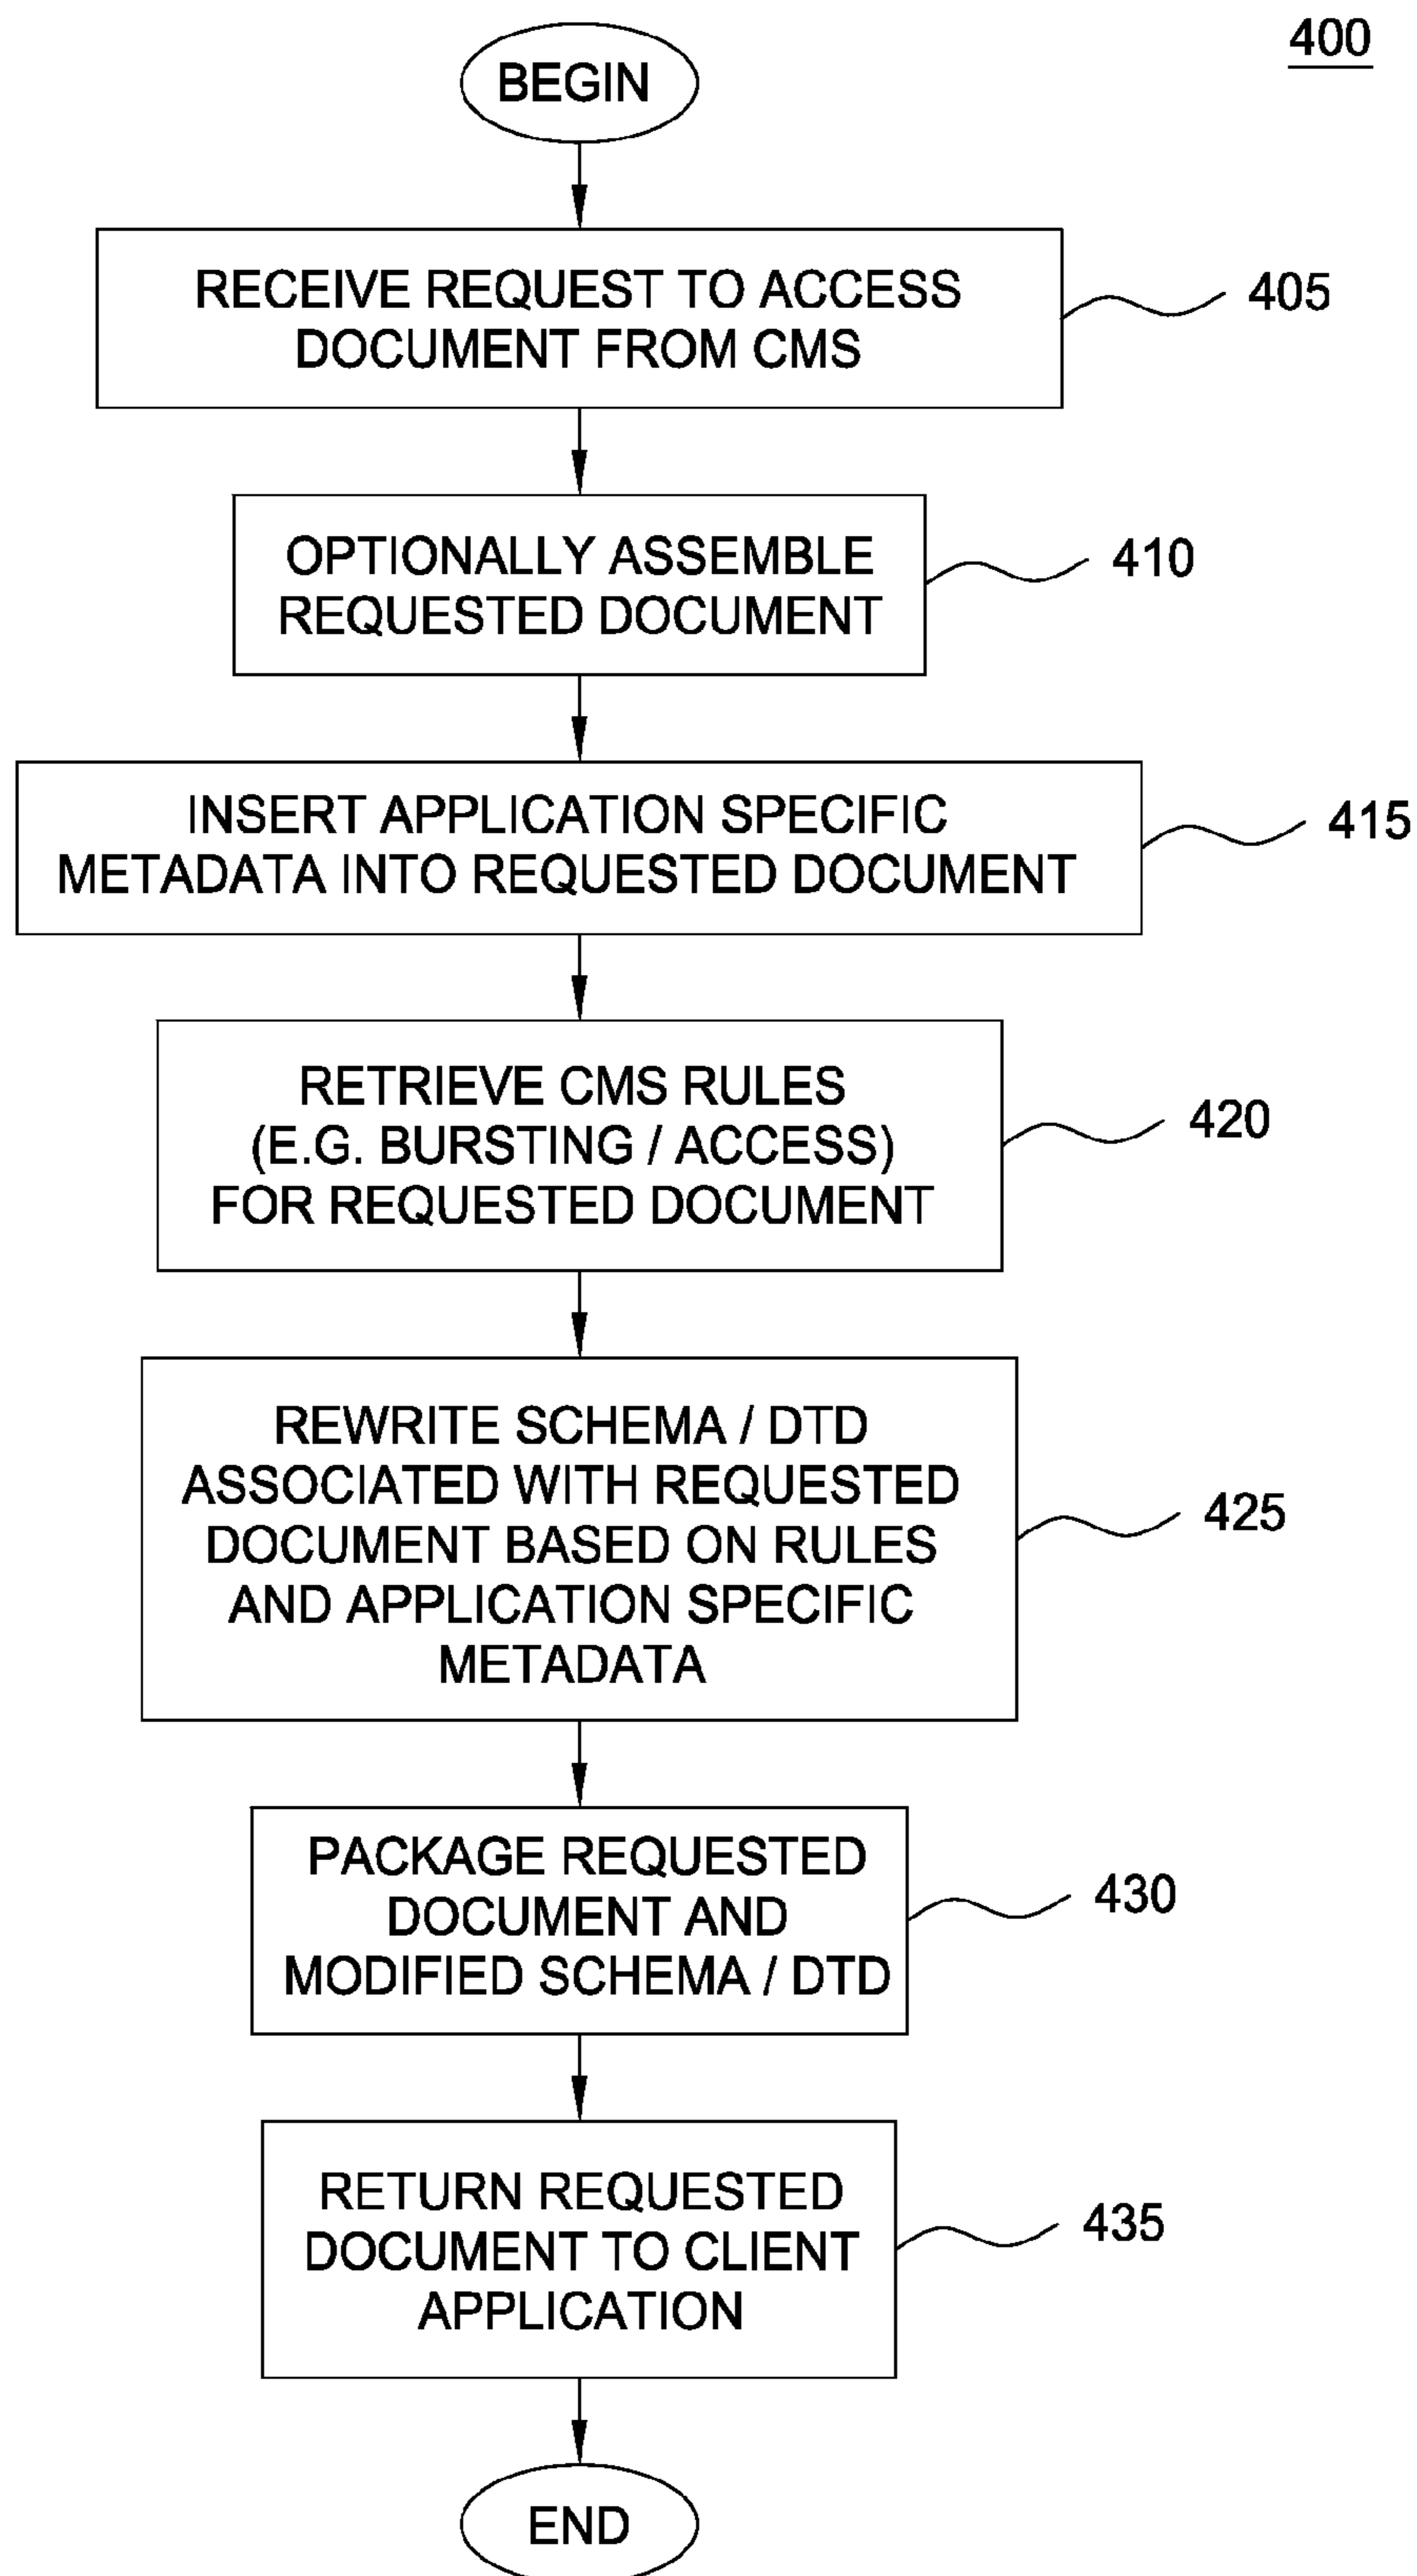 400
BEGIN
RECEIVE REQUEST TO ACCESS
DOCUMENT FROM CMS
405
OPTIONALLY ASSEMBLE
REQUESTED DOCUMENT
410
INSERT APPLICATION SPECIFIC
METADATA INTO REQUESTED DOCUMENT
415
RETRIEVE CMS RULES
(E.G. BURSTING / ACCESS)
FOR REQUESTED DOCUMENT
420
REWRITE SCHEMA / DTD
ASSOCIATED WITH REQUESTED
DOCUMENT BASED ON RULES
AND APPLICATION SPECIFIC
METADATA
425
PACKAGE REQUESTED
DOCUMENT AND
MODIFIED SCHEMA / DTD
430
RETURN REQUESTED
DOCUMENT TO CLIENT
APPLICATION
435
END